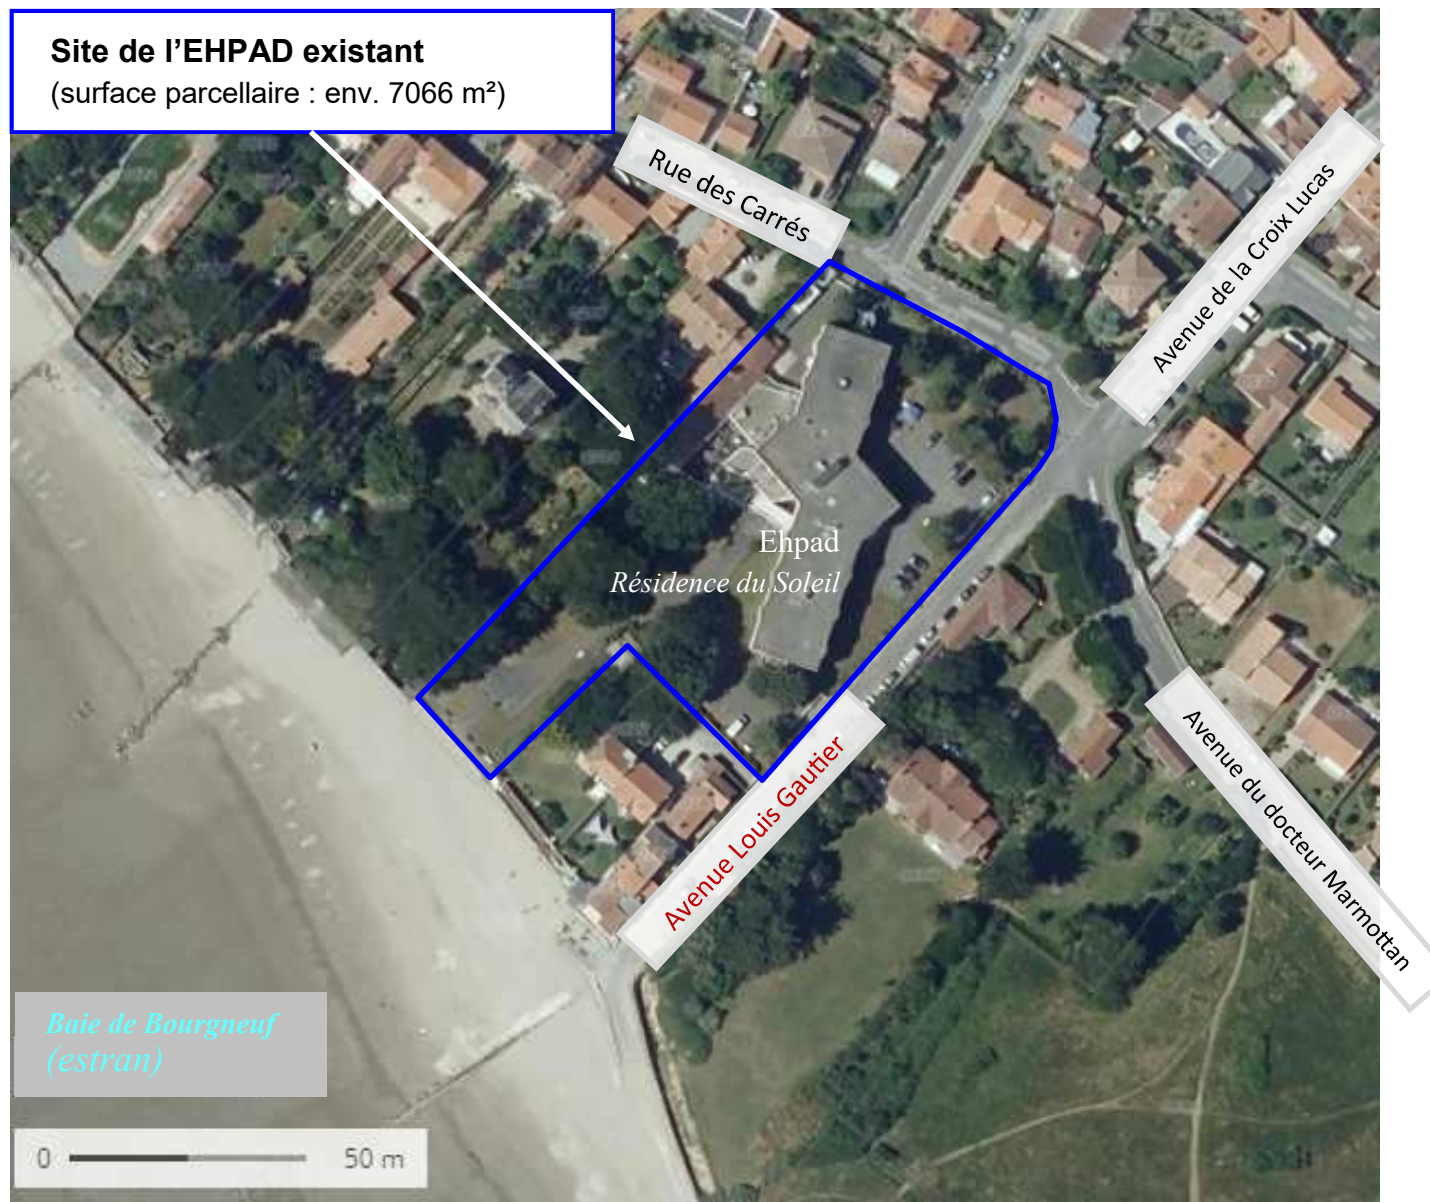 Site de l’EHPAD existant
(surface parcellaire : env. 7066 m²)
Rue des Carrés
Avenue de la Croix Lucas
Ehpad
Résidence du Soleil
Avenue Louis Gautier
Avenue du docteur Marmottan
Baie de Bourgneuf
(estran)
0 50 m